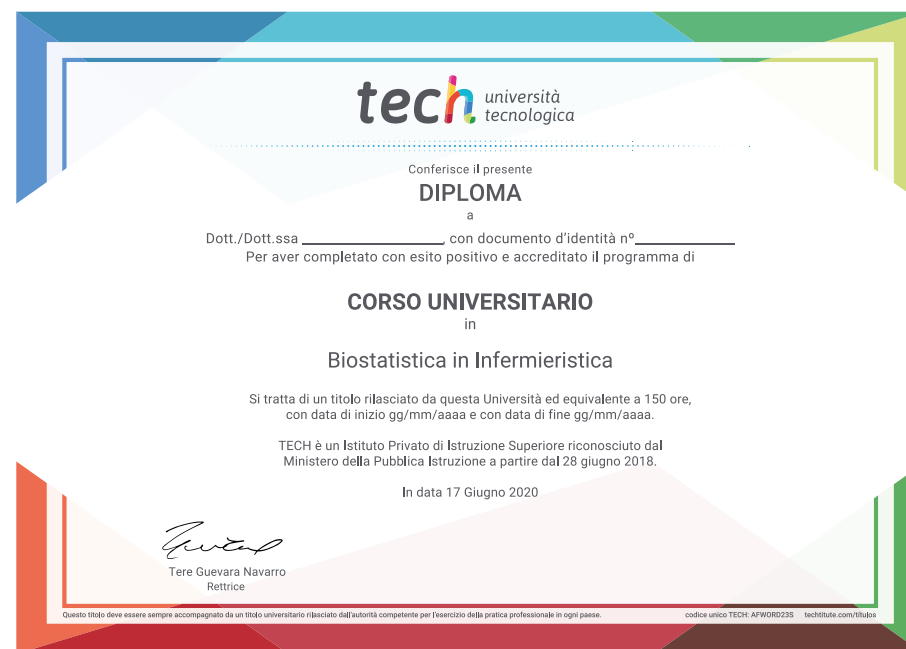 tech università
tecnologica
Conferisce il presente
DIPLOMA
a
Dott./Dott.ssa ____________________, con documento d'identità nº______________
Per aver completato con esito positivo e accreditato il programma di
CORSO UNIVERSITARIO
in
Biostatistica in Infermieristica
Si tratta di un titolo rilasciato da questa Università ed equivalente a 150 ore,
con data di inizio gg/mm/aaaa e con data di fine gg/mm/aaaa.
TECH è un Istituto Privato di Istruzione Superiore riconosciuto dal
Ministero della Pubblica Istruzione a partire dal 28 giugno 2018.
In data 17 Giugno 2020
Tere Guevara Navarro
Rettrice
Questo titolo deve essere sempre accompagnato da un titolo universitario rilasciato dall'autorità competente per l'esercizio della pratica professionale in ogni paese. codice unico TECH: AFWORD23S techtitute.com/titulos